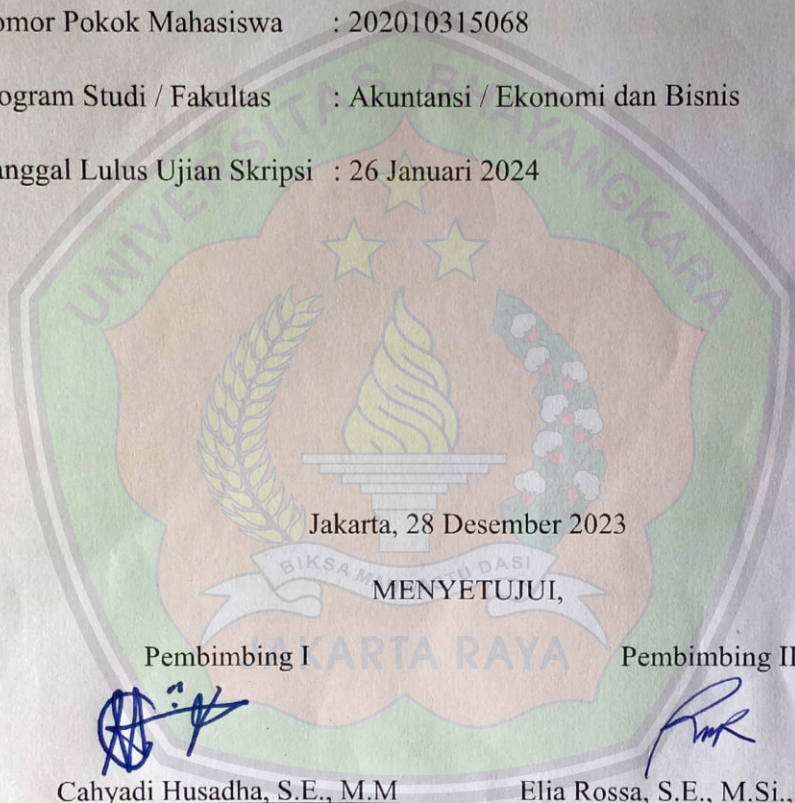 omor Pokok Mahasiswa : 202010315068
ogram Studi / Fakultas : Akuntansi / Ekonomi dan Bisnis
anggal Lulus Ujian Skripsi : 26 Januari 2024
UNIVERSITAS BHAYANGKARA
Jakarta, 28 Desember 2023
BIKSA DASI
MENYETUJUI,
JAKARTA RAYA
Pembimbing I Pembimbing II
Cahyadi Husadha, S.E., M.M Elia Rossa, S.E., M.Si.,